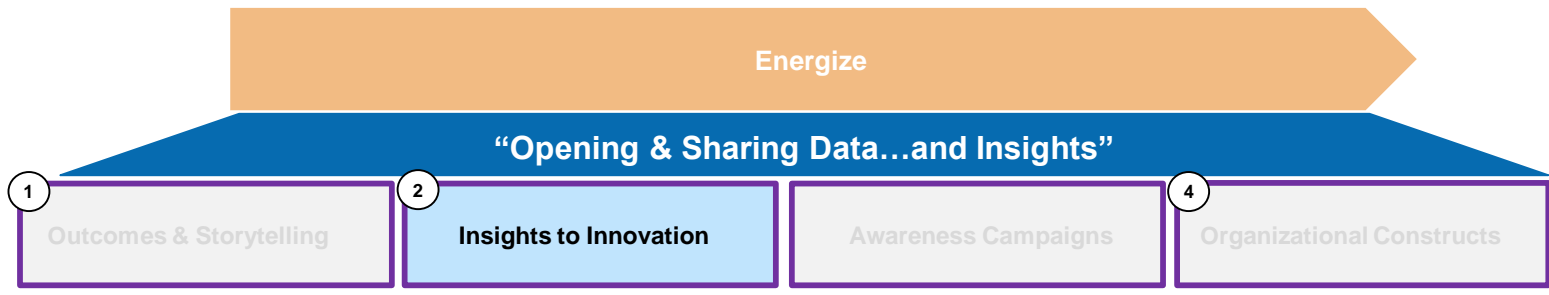 Energize
“Opening & Sharing Data…and Insights”
1
Outcomes & Storytelling
2
Insights to Innovation
Awareness Campaigns
4
Organizational Constructs